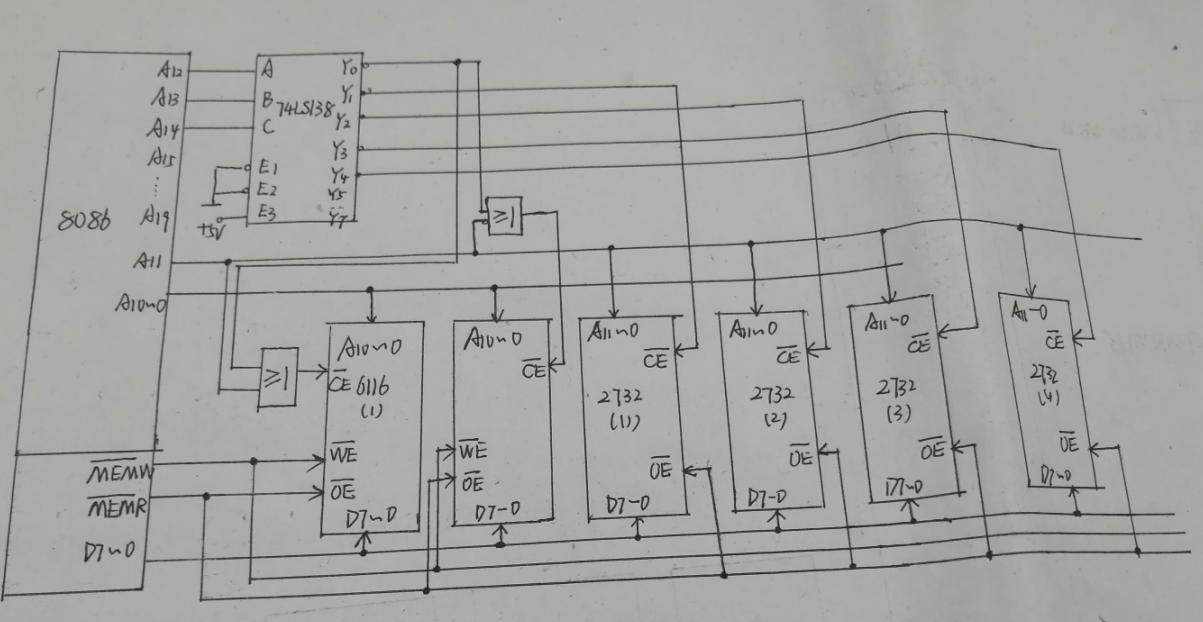 8086
A12
A13
A14
A15
A19
A11
A10~0
MEMW
MEMR
D7~0
A
B
C
E1
E2
E3
74LS138
Y0
Y1
Y2
Y3
Y4
Y5
Y7
+5V
≥1
≥1
A10~0
CE
6116
(1)
WE
OE
D7~0
A10~0
CE
WE
OE
D7-0
A11~0
CE
2732
(1)
OE
D7-0
A11~0
CE
2732
(2)
OE
D7-0
A11~0
CE
2732
(3)
OE
D7~0
A11-0
CE
2732
(4)
OE
D7~0